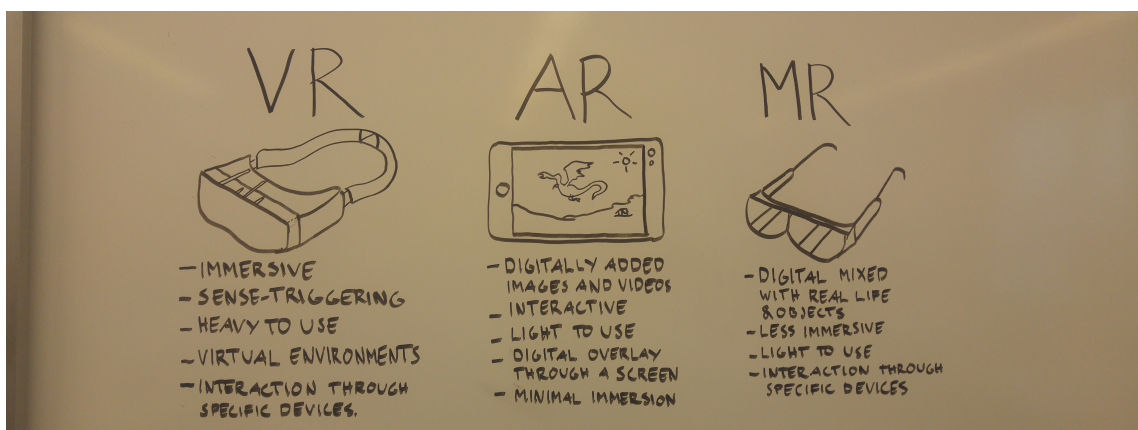 VR
- IMMERSIVE
- SENSE-TRIGGERING
- HEAVY TO USE
- VIRTUAL ENVIRONMENTS
- INTERACTION THROUGH
SPECIFIC DEVICES.
AR
- DIGITALLY ADDED
IMAGES AND VIDEOS
- INTERACTIVE
- LIGHT TO USE
- DIGITAL OVERLAY
THROUGH A SCREEN
- MINIMAL IMMERSION
MR
- DIGITAL MIXED
WITH REAL LIFE
& OBJECTS
- LESS IMMERSIVE
- LIGHT TO USE
- INTERACTION THROUGH
SPECIFIC DEVICES